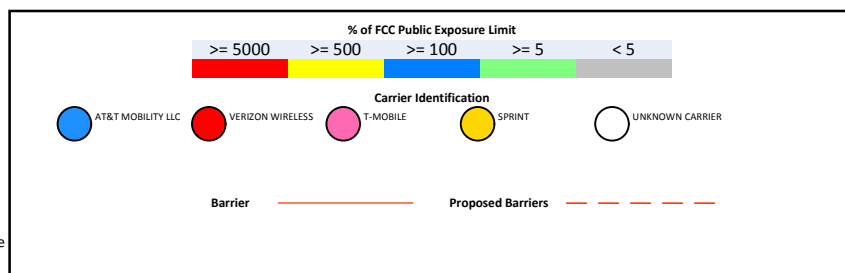 % of FCC Public Exposure Limit
>= 5000 >= 500 >= 100 >= 5 < 5
Carrier Identification
AT&T MOBILITY LLC VERIZON WIRELESS T-MOBILE SPRINT UNKNOWN CARRIER
Barrier Proposed Barriers